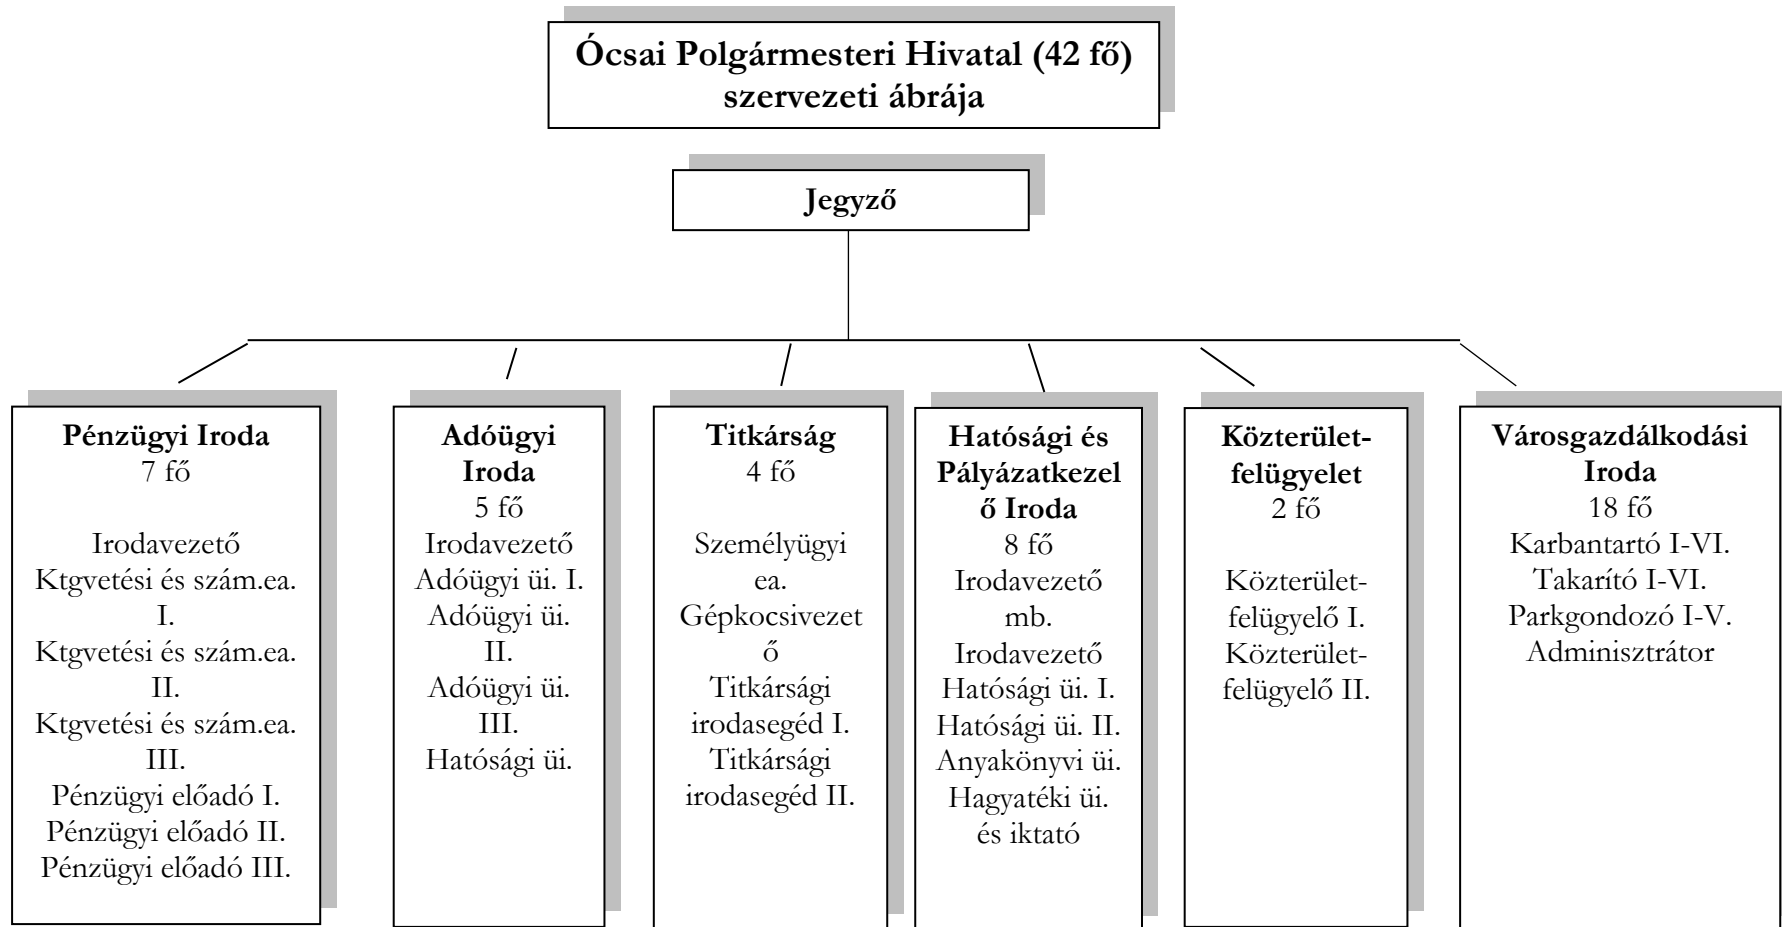 Ócsai Polgármesteri Hivatal (42 fő)
szervezeti ábrája
Jegyző
Pénzügyi Iroda
7 fő
Irodavezető
Ktgvetési és szám.ea.
I.
Ktgvetési és szám.ea.
II.
Ktgvetési és szám.ea.
III.
Pénzügyi előadó I.
Pénzügyi előadó II.
Pénzügyi előadó III.
Adóügyi
Iroda
5 fő
Irodavezető
Adóügyi üi. I.
Adóügyi üi.
II.
Adóügyi üi.
III.
Hatósági üi.
Titkárság
4 fő
Személyügyi
ea.
Gépkocsivezet
ő
Titkársági
irodasegéd I.
Titkársági
irodasegéd II.
Hatósági és
Pályázatkezel
ő Iroda
8 fő
Irodavezető
mb.
Irodavezető
Hatósági üi. I.
Hatósági üi. II.
Anyakönyvi üi.
Hagyatéki üi.
és iktató
Közterület-
felügyelet
2 fő
Közterület-
felügyelő I.
Közterület-
felügyelő II.
Városgazdálkodási
Iroda
18 fő
Karbantartó I-VI.
Takarító I-VI.
Parkgondozó I-V.
Adminisztrátor